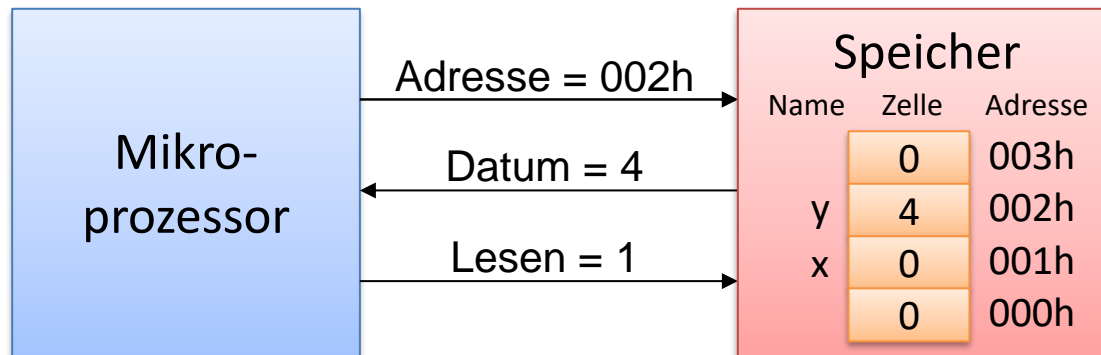 Mikro-
prozessor
Adresse = 002h
Datum = 4
Lesen = 1
Speicher
Name Zelle Adresse
0 003h
y 4 002h
x 0 001h
0 000h